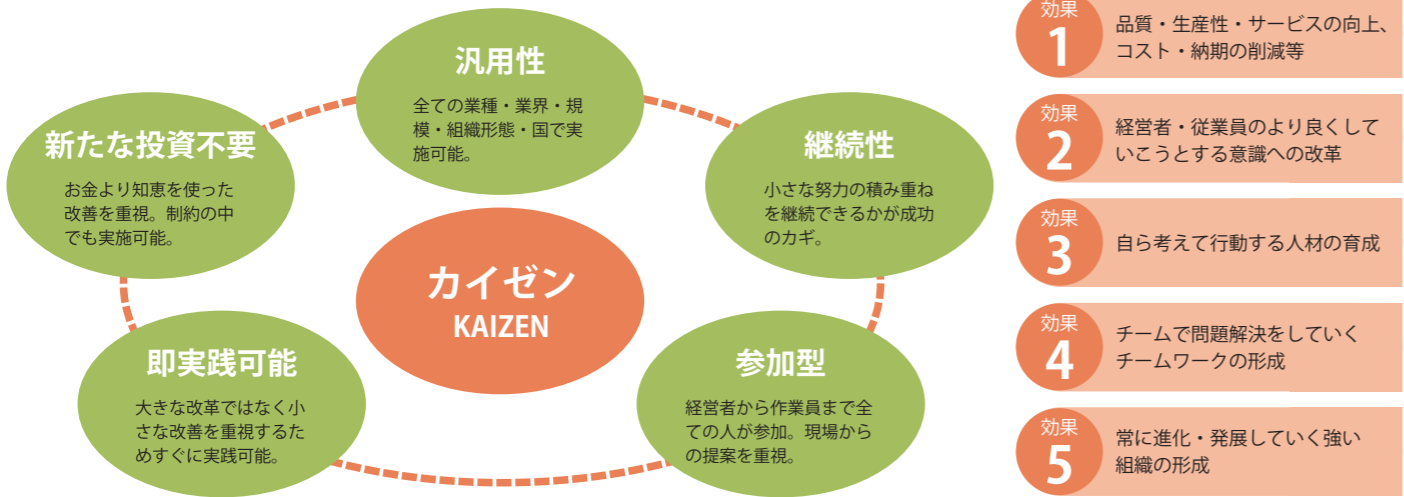 汎用性
全ての業種・業界・規
模・組織形態・国で実
施可能。
新たな投資不要
お金より知恵を使った
改善を重視。制約の中
でも実施可能。
継続性
小さな努力の積み重ね
を継続できるかが成功
のカギ。
カイゼン
KAIZEN
即実践可能
大きな改革ではなく小
さな改善を重視するた
めすぐに実践可能。
参加型
経営者から作業員まで全
ての人が参加。現場から
の提案を重視。
効果
1
品質・生産性・サービスの向上、
コスト・納期の削減等
効果
2
経営者・従業員のより良くして
いこうとする意識への改革
効果
3
自ら考えて行動する人材の育成
効果
4
チームで問題解決をしていく
チームワークの形成
効果
5
常に進化・発展していく強い
組織の形成